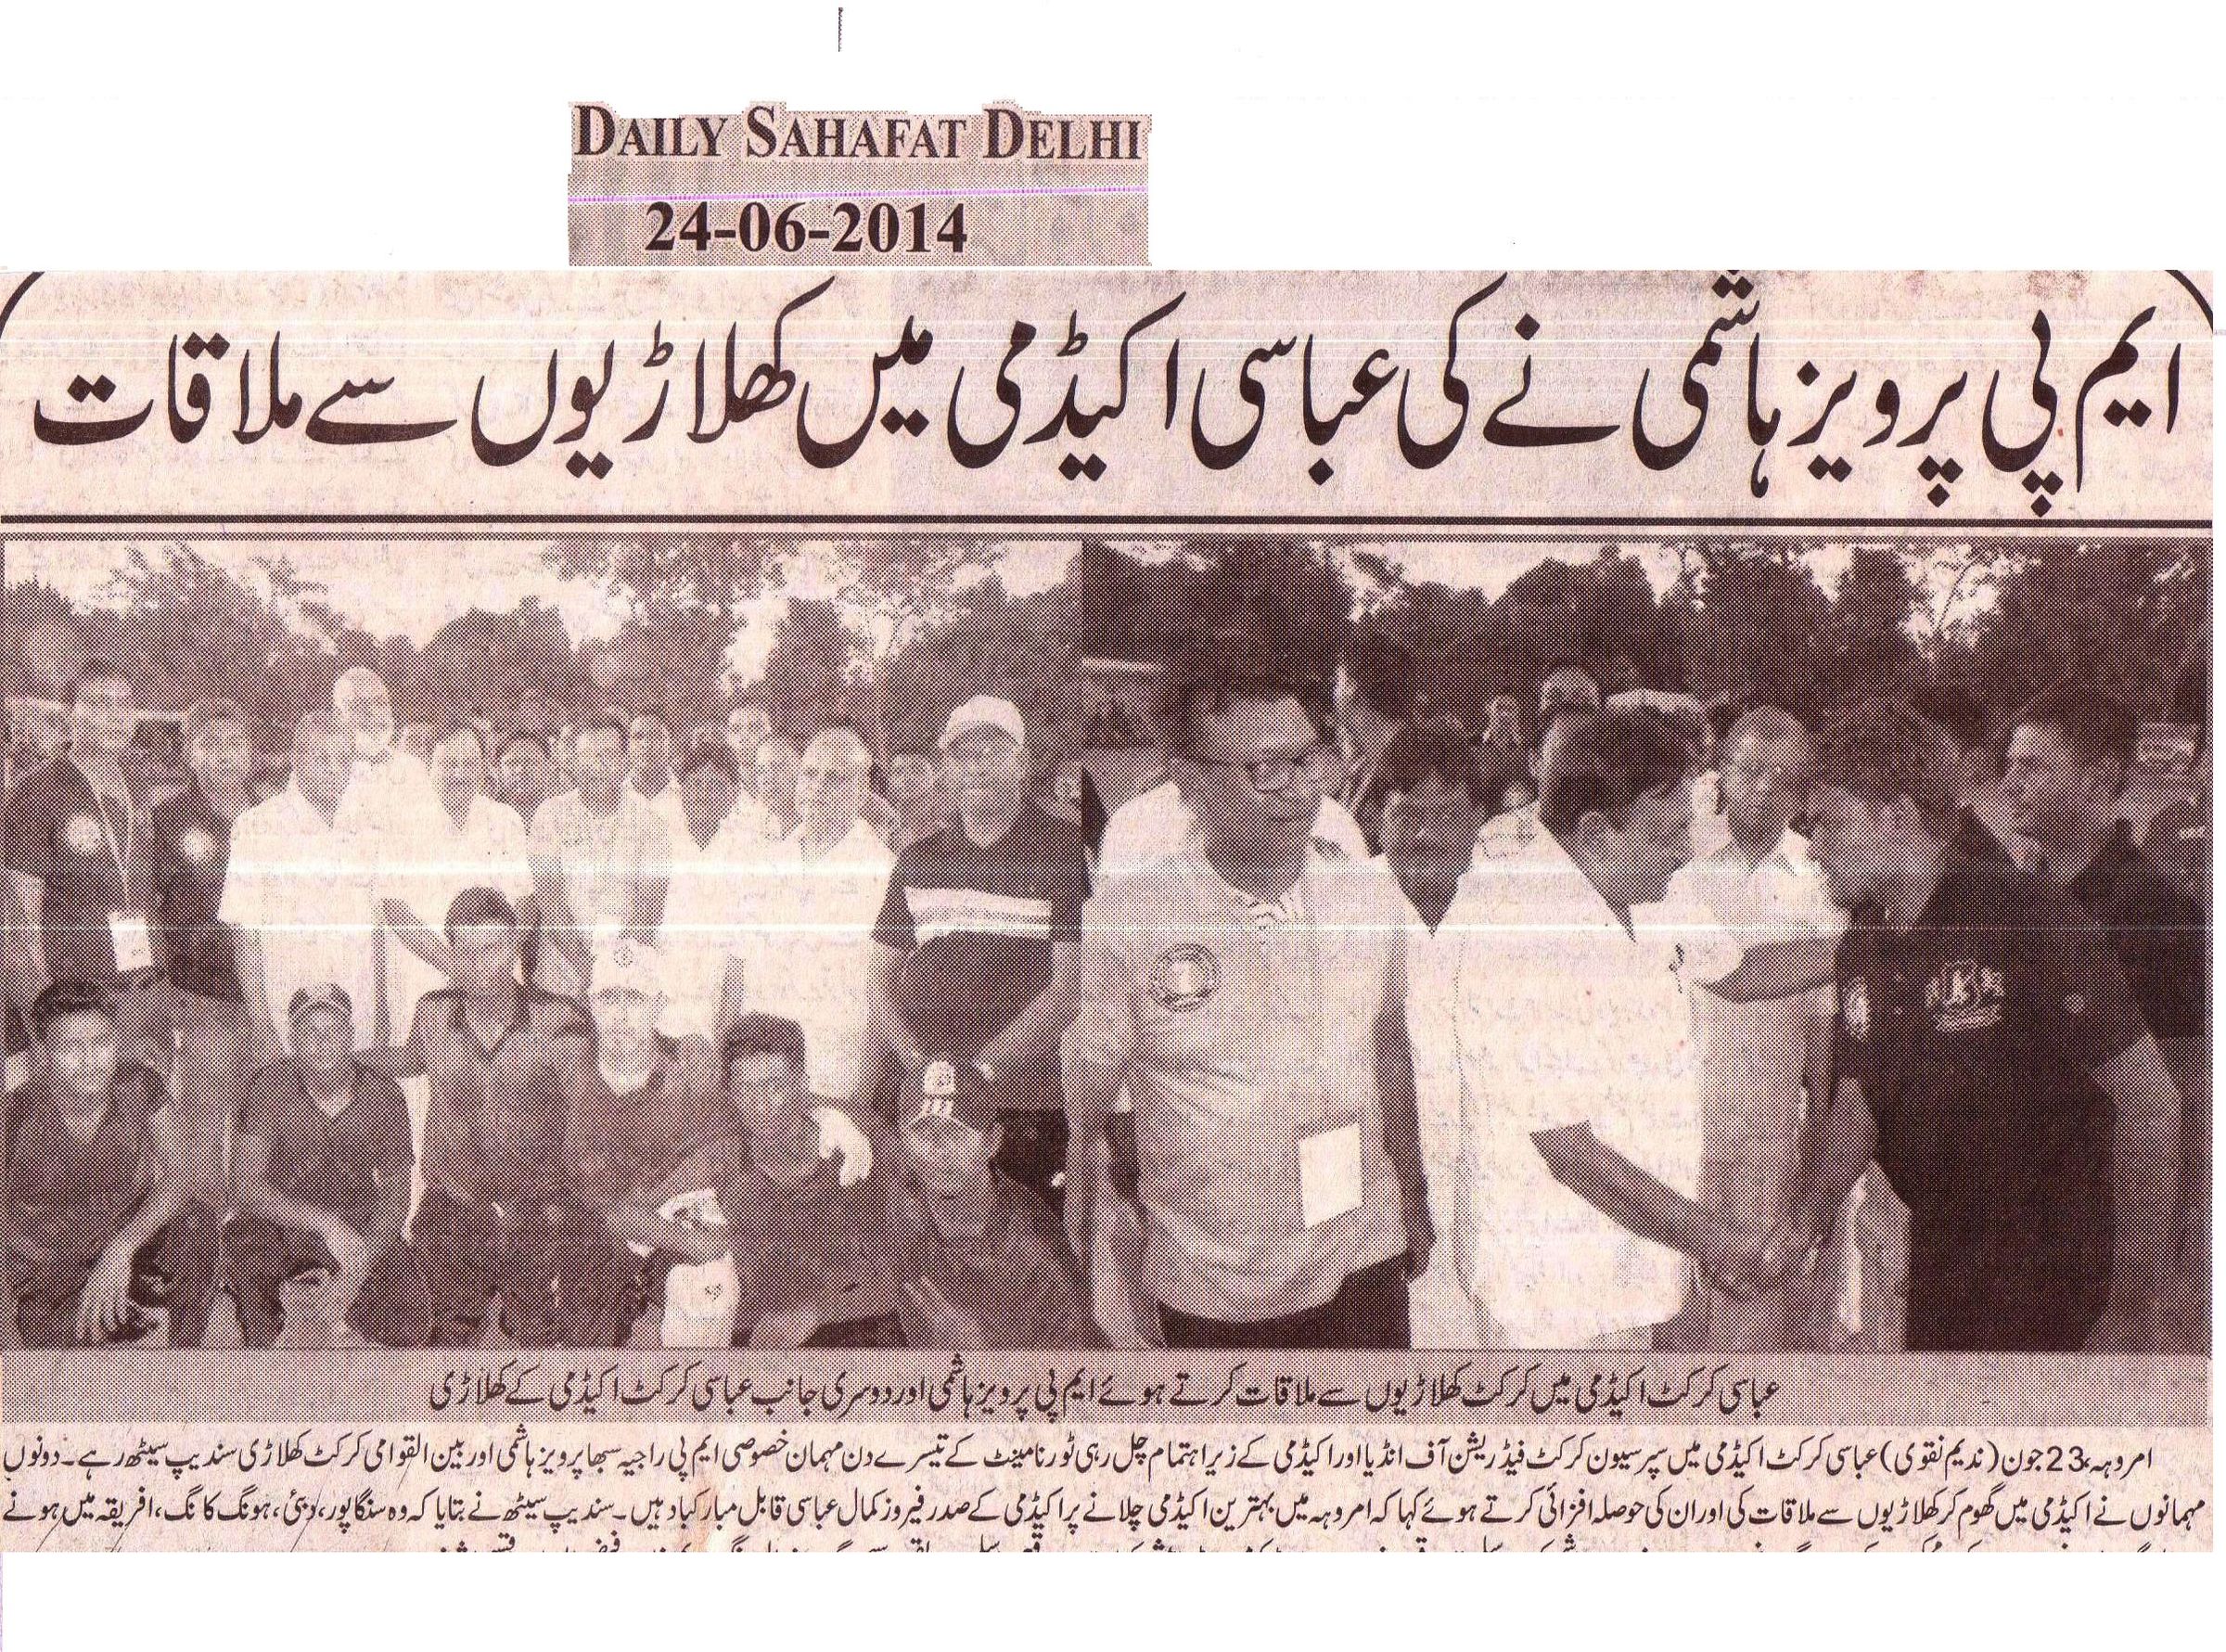 DAILY SAHAFAT DELHI
24-06-2014
ایم پی پرویز ہاشمی نے کی عباسی اکیڈمی میں کھلاڑیوں سے ملاقات
عباسی کرکٹ اکیڈمی میں کرکٹ کھلاڑیوں سے ملاقات کرتے ہوئے ایم پی پرویز ہاشمی اور دوسری جانب عباسی کرکٹ اکیڈمی کے کھلاڑی
امروہہ،23جون(ندیم نقوی)عباسی کرکٹ اکیڈمی میں سپر سیون کرکٹ فیڈریشن آف انڈیا اور اکیڈمی کے زیر اہتمام چل رہی ٹورنامینٹ کے تیسرے دن مہمان خصوصی ایم پی راجیہ سبھا پرویز ہاشمی اور بین القوامی کرکٹ کھلاڑی سندیپ سیٹھ رہے۔دونوں
مہمانوں نے اکیڈمی میں گھوم کر کھلاڑیوں سے ملاقات کی اور ان کی حوصلہ افزائی کرتے ہوئے کہا کہ امروہہ میں بہترین اکیڈمی چلانے پر اکیڈمی کے صدر فیروز کمال عباسی قابل مبارکباد ہیں۔سندیپ سیٹھ نے بتایا کہ وہ سنگاپور، دبئی، ہونگ کانگ، افریقہ میں ہونے